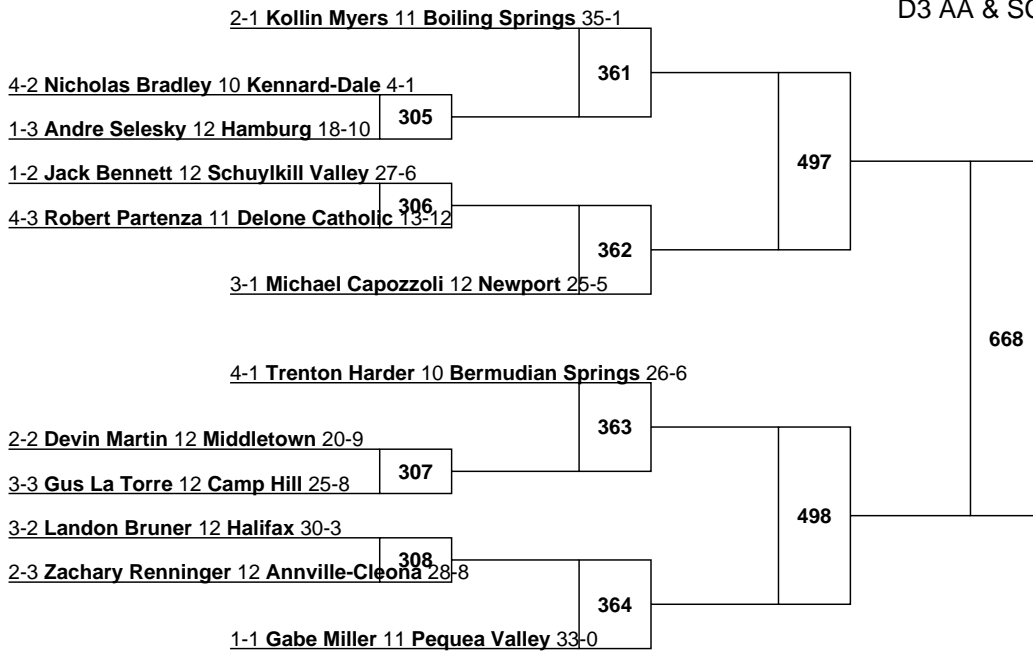 D3 AA & SC
2-1 Kollin Myers 11 Boiling Springs 35-1
361
4-2 Nicholas Bradley 10 Kennard-Dale 4-1
305
1-3 Andre Selesky 12 Hamburg 18-10
497
1-2 Jack Bennett 12 Schuylkill Valley 27-6
306
4-3 Robert Partenza 11 Delone Catholic 13-12
362
3-1 Michael Capozzoli 12 Newport 25-5
668
4-1 Trenton Harder 10 Bermudian Springs 26-6
363
2-2 Devin Martin 12 Middletown 20-9
307
3-3 Gus La Torre 12 Camp Hill 25-8
498
3-2 Landon Bruner 12 Halifax 30-3
308
2-3 Zachary Renninger 12 Annville-Cleona 28-8
364
1-1 Gabe Miller 11 Pequea Valley 33-0